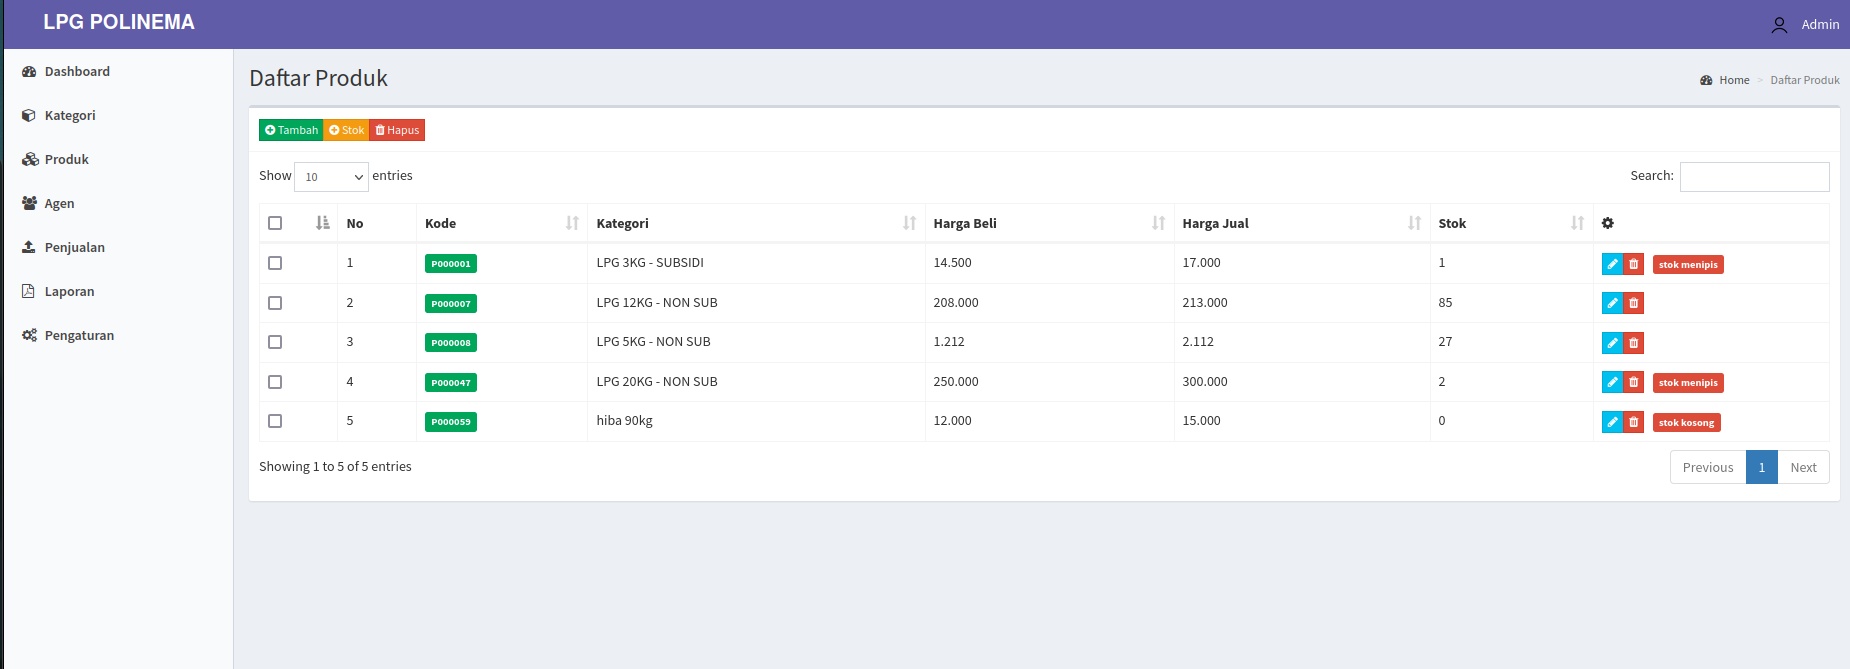 LPG POLINEMA
Admin
Dashboard
Kategori
Produk
Agen
Penjualan
Laporan
Pengaturan
Daftar Produk
Home > Daftar Produk
Tambah Stok Hapus
Show 10 entries
Search:
No Kode Kategori Harga Beli Harga Jual Stok
1 P000001 LPG 3KG - SUBSIDI 14.500 17.000 1 stok menipis
2 P000007 LPG 12KG - NON SUB 208.000 213.000 85
3 P000008 LPG 5KG - NON SUB 1.212 2.112 27
4 P000047 LPG 20KG - NON SUB 250.000 300.000 2 stok menipis
5 P000059 hiba 90kg 12.000 15.000 0 stok kosong
Showing 1 to 5 of 5 entries
Previous 1 Next